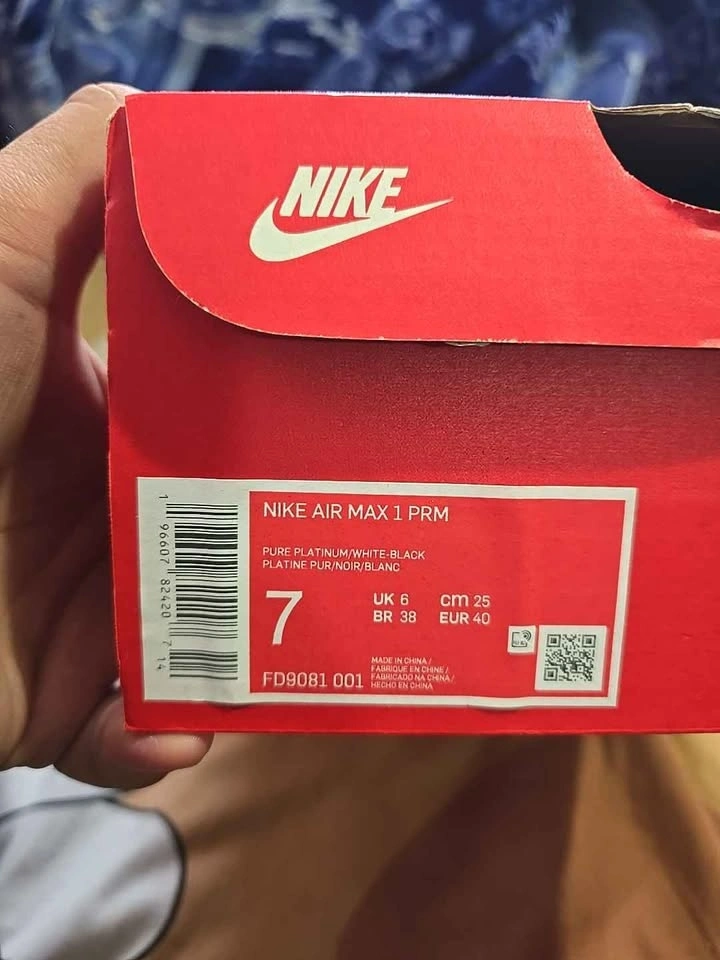 NIKE
NIKE AIR MAX 1 PRM
PURE PLATINUM/WHITE-BLACK
PLATINE PUR/NOIR/BLANC
7
UK 6 cm 25
BR 38 EUR 40
FD9081 001
MADE IN CHINA /
FABRIQUE EN CHINE /
FABRICADO NA CHINA /
HECHO EN CHINA
1 96607 82420 7 14